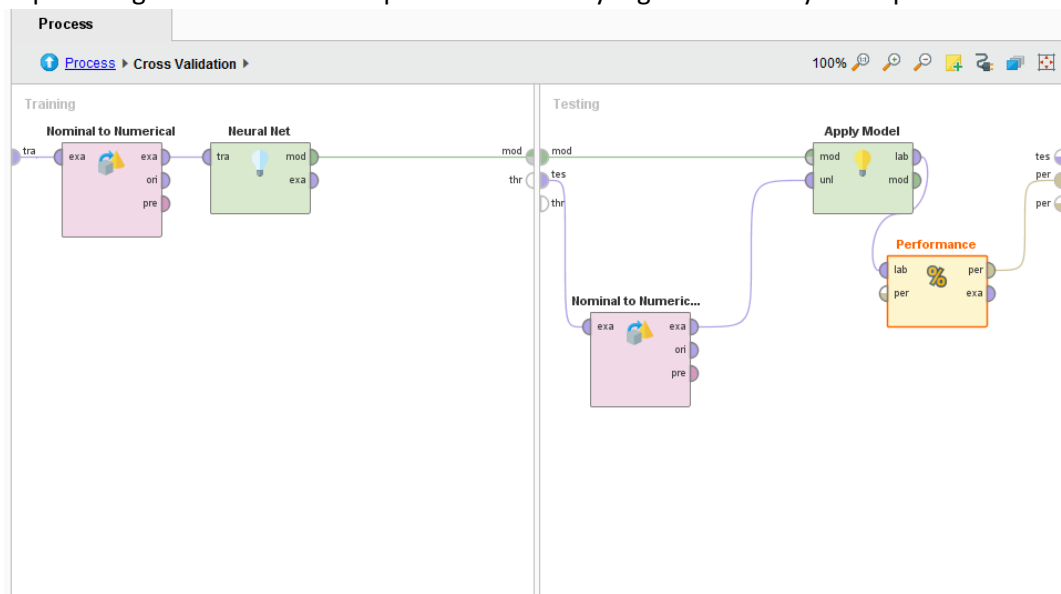 Process
Process ▸ Cross Validation ▸
100%
Training
Testing
Nominal to Numerical
Neural Net
Apply Model
tra
exa
exa
ori
pre
tra
mod
exa
mod
thr
mod
tes
thr
mod
unl
lab
mod
tes
per
per
Performance
lab
per
per
exa
Nominal to Numeric...
exa
exa
ori
pre